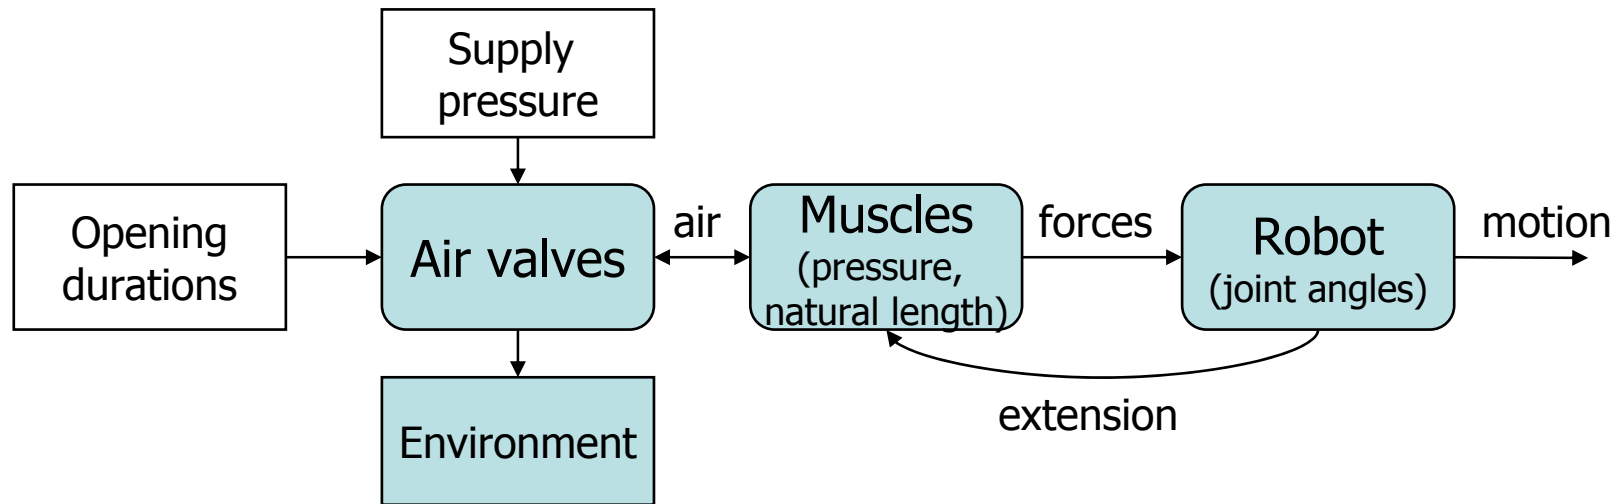 Supply
pressure
Opening
durations
Air valves
air
Muscles
(pressure,
natural length)
forces
Robot
(joint angles)
motion
extension
Environment